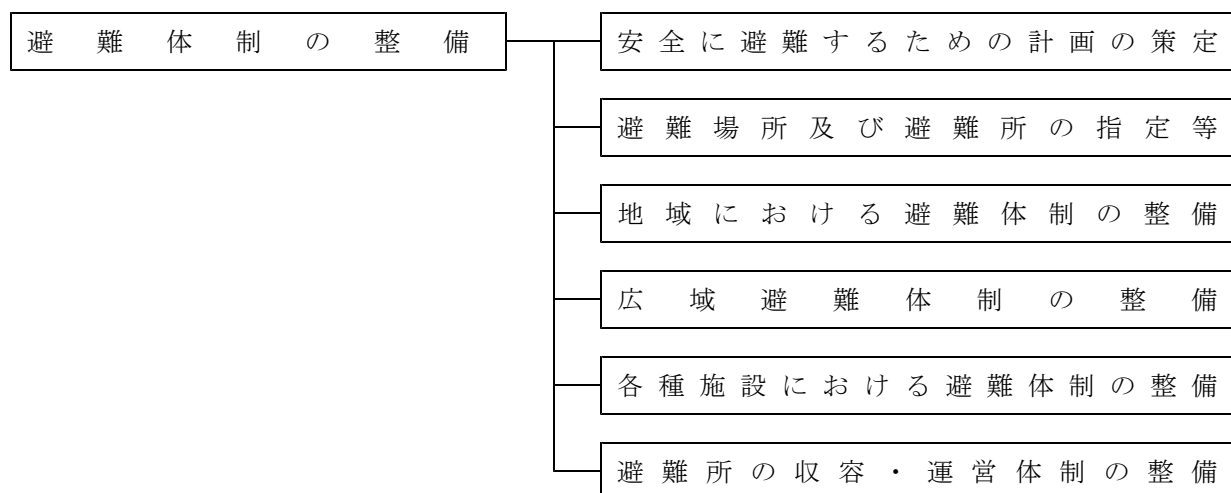 避難体制の整備
安全に避難するための計画の策定
避難場所及び避難所の指定等
地域における避難体制の整備
広域避難体制の整備
各種施設における避難体制の整備
避難所の収容・運営体制の整備